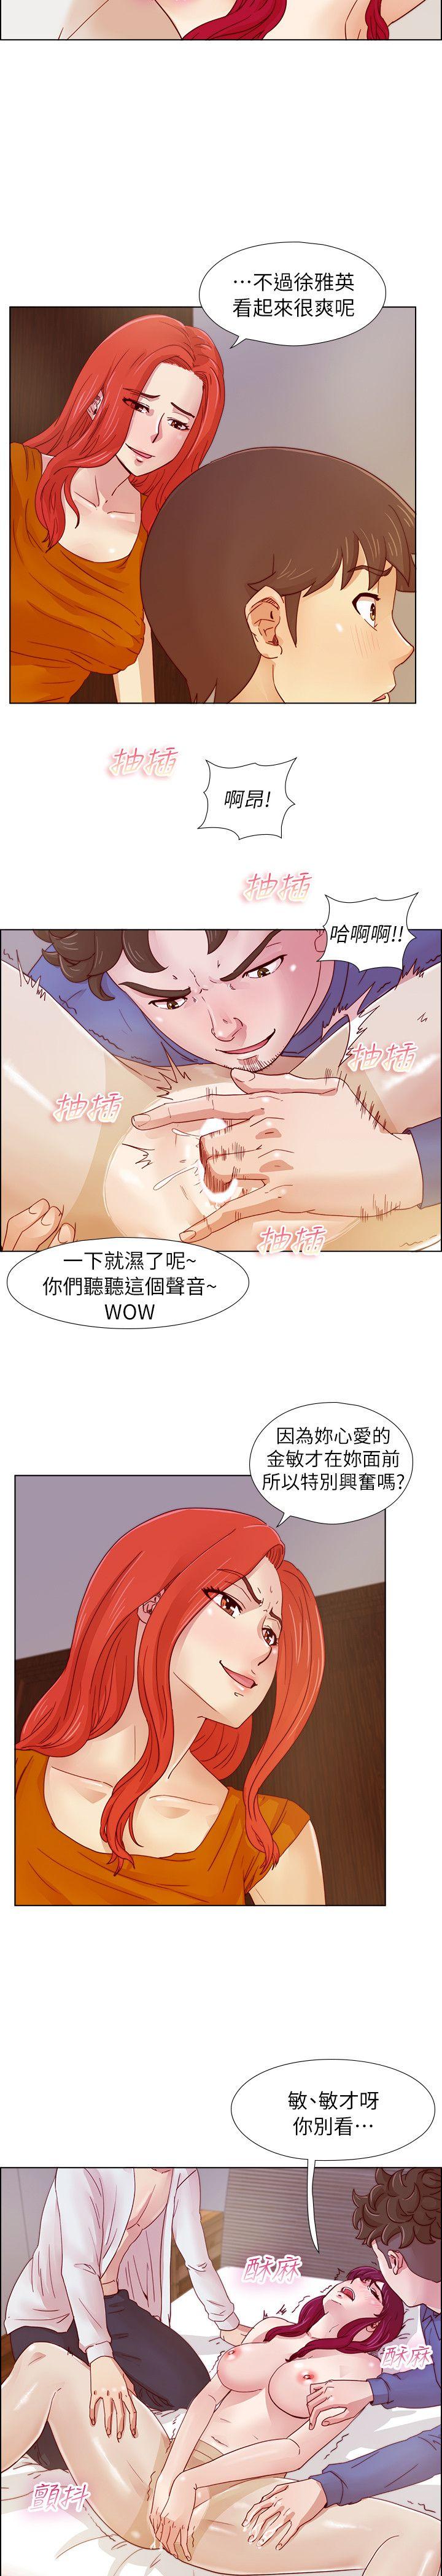 …不過徐雅英
看起來很爽呢
抽插
啊昂!
抽插
哈啊啊!!
抽插
抽插
抽插
一下就濕了呢~
你們聽聽這個聲音~
WOW
因為妳心愛的
金敏才在妳面前
所以特別興奮嗎?
敏、敏才呀
你別看…
酥麻
酥麻
顫抖